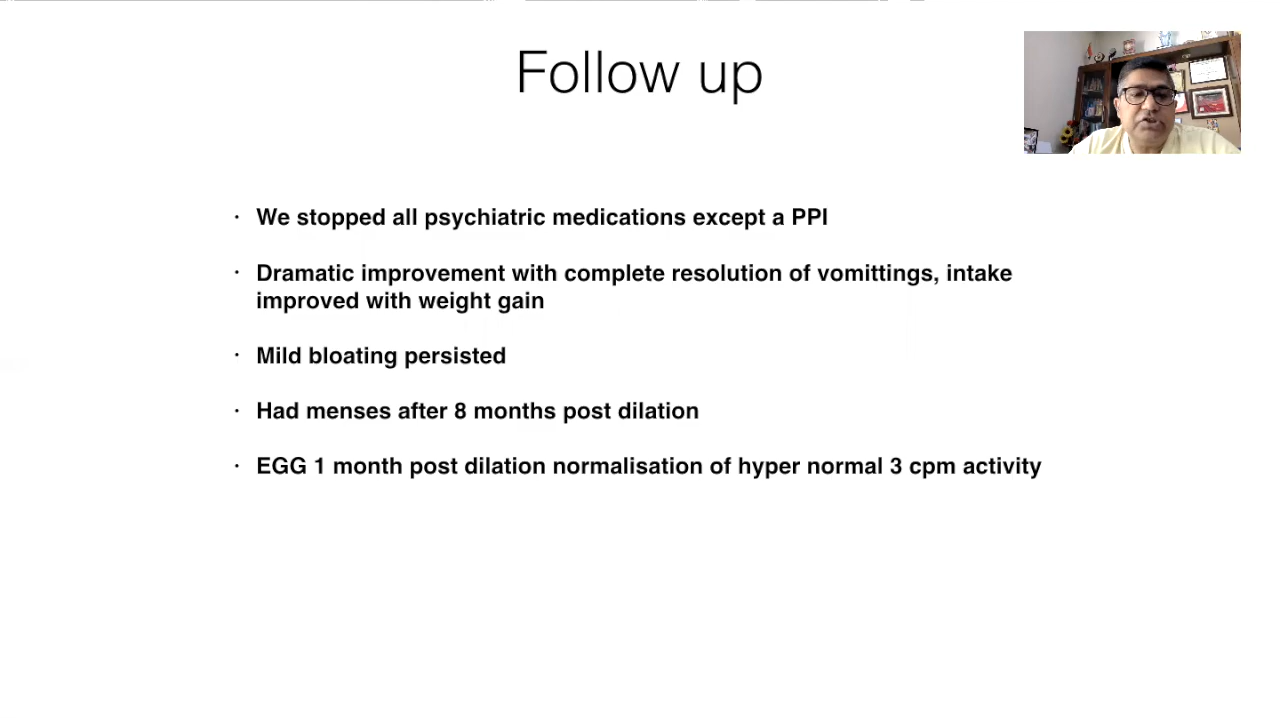 Follow up
· We stopped all psychiatric medications except a PPI
· Dramatic improvement with complete resolution of vomittings, intake
improved with weight gain
· Mild bloating persisted
· Had menses after 8 months post dilation
· EGG 1 month post dilation normalisation of hyper normal 3 cpm activity